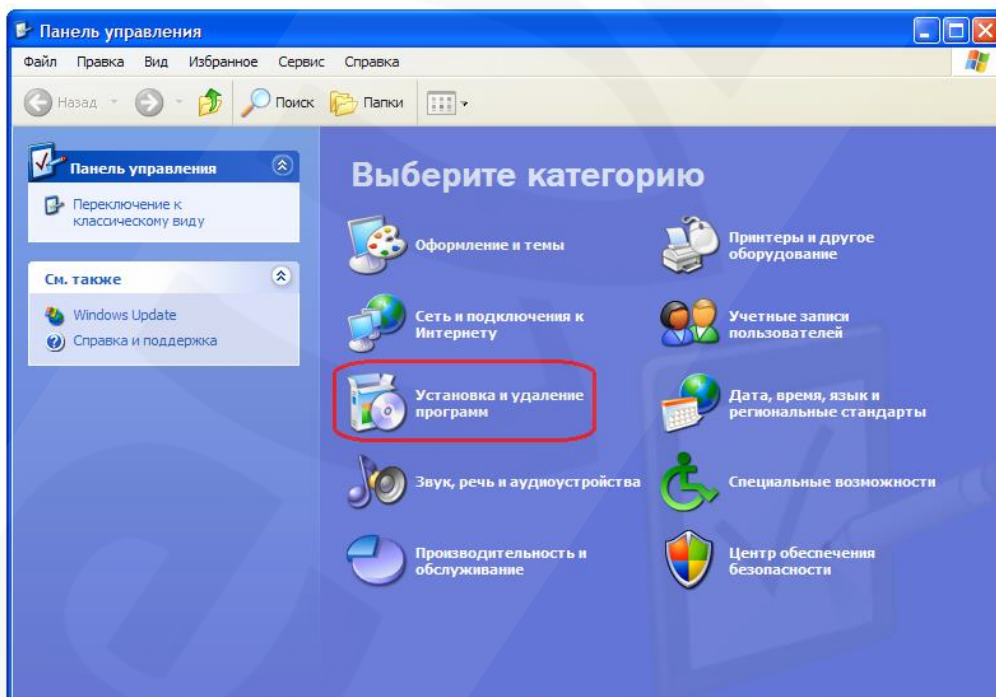 Панель управления
Файл Правка Вид Избранное Сервис Справка
Назад Поиск Папки
Панель управления
Переключение к
классическому виду
См. также
Windows Update
Справка и поддержка
Выберите категорию
Оформление и темы
Принтеры и другое
оборудование
Сеть и подключения к
Интернету
Учетные записи
пользователей
Установка и удаление
программ
Дата, время, язык и
региональные стандарты
Звук, речь и аудиоустройства
Специальные возможности
Производительность и
обслуживание
Центр обеспечения
безопасности